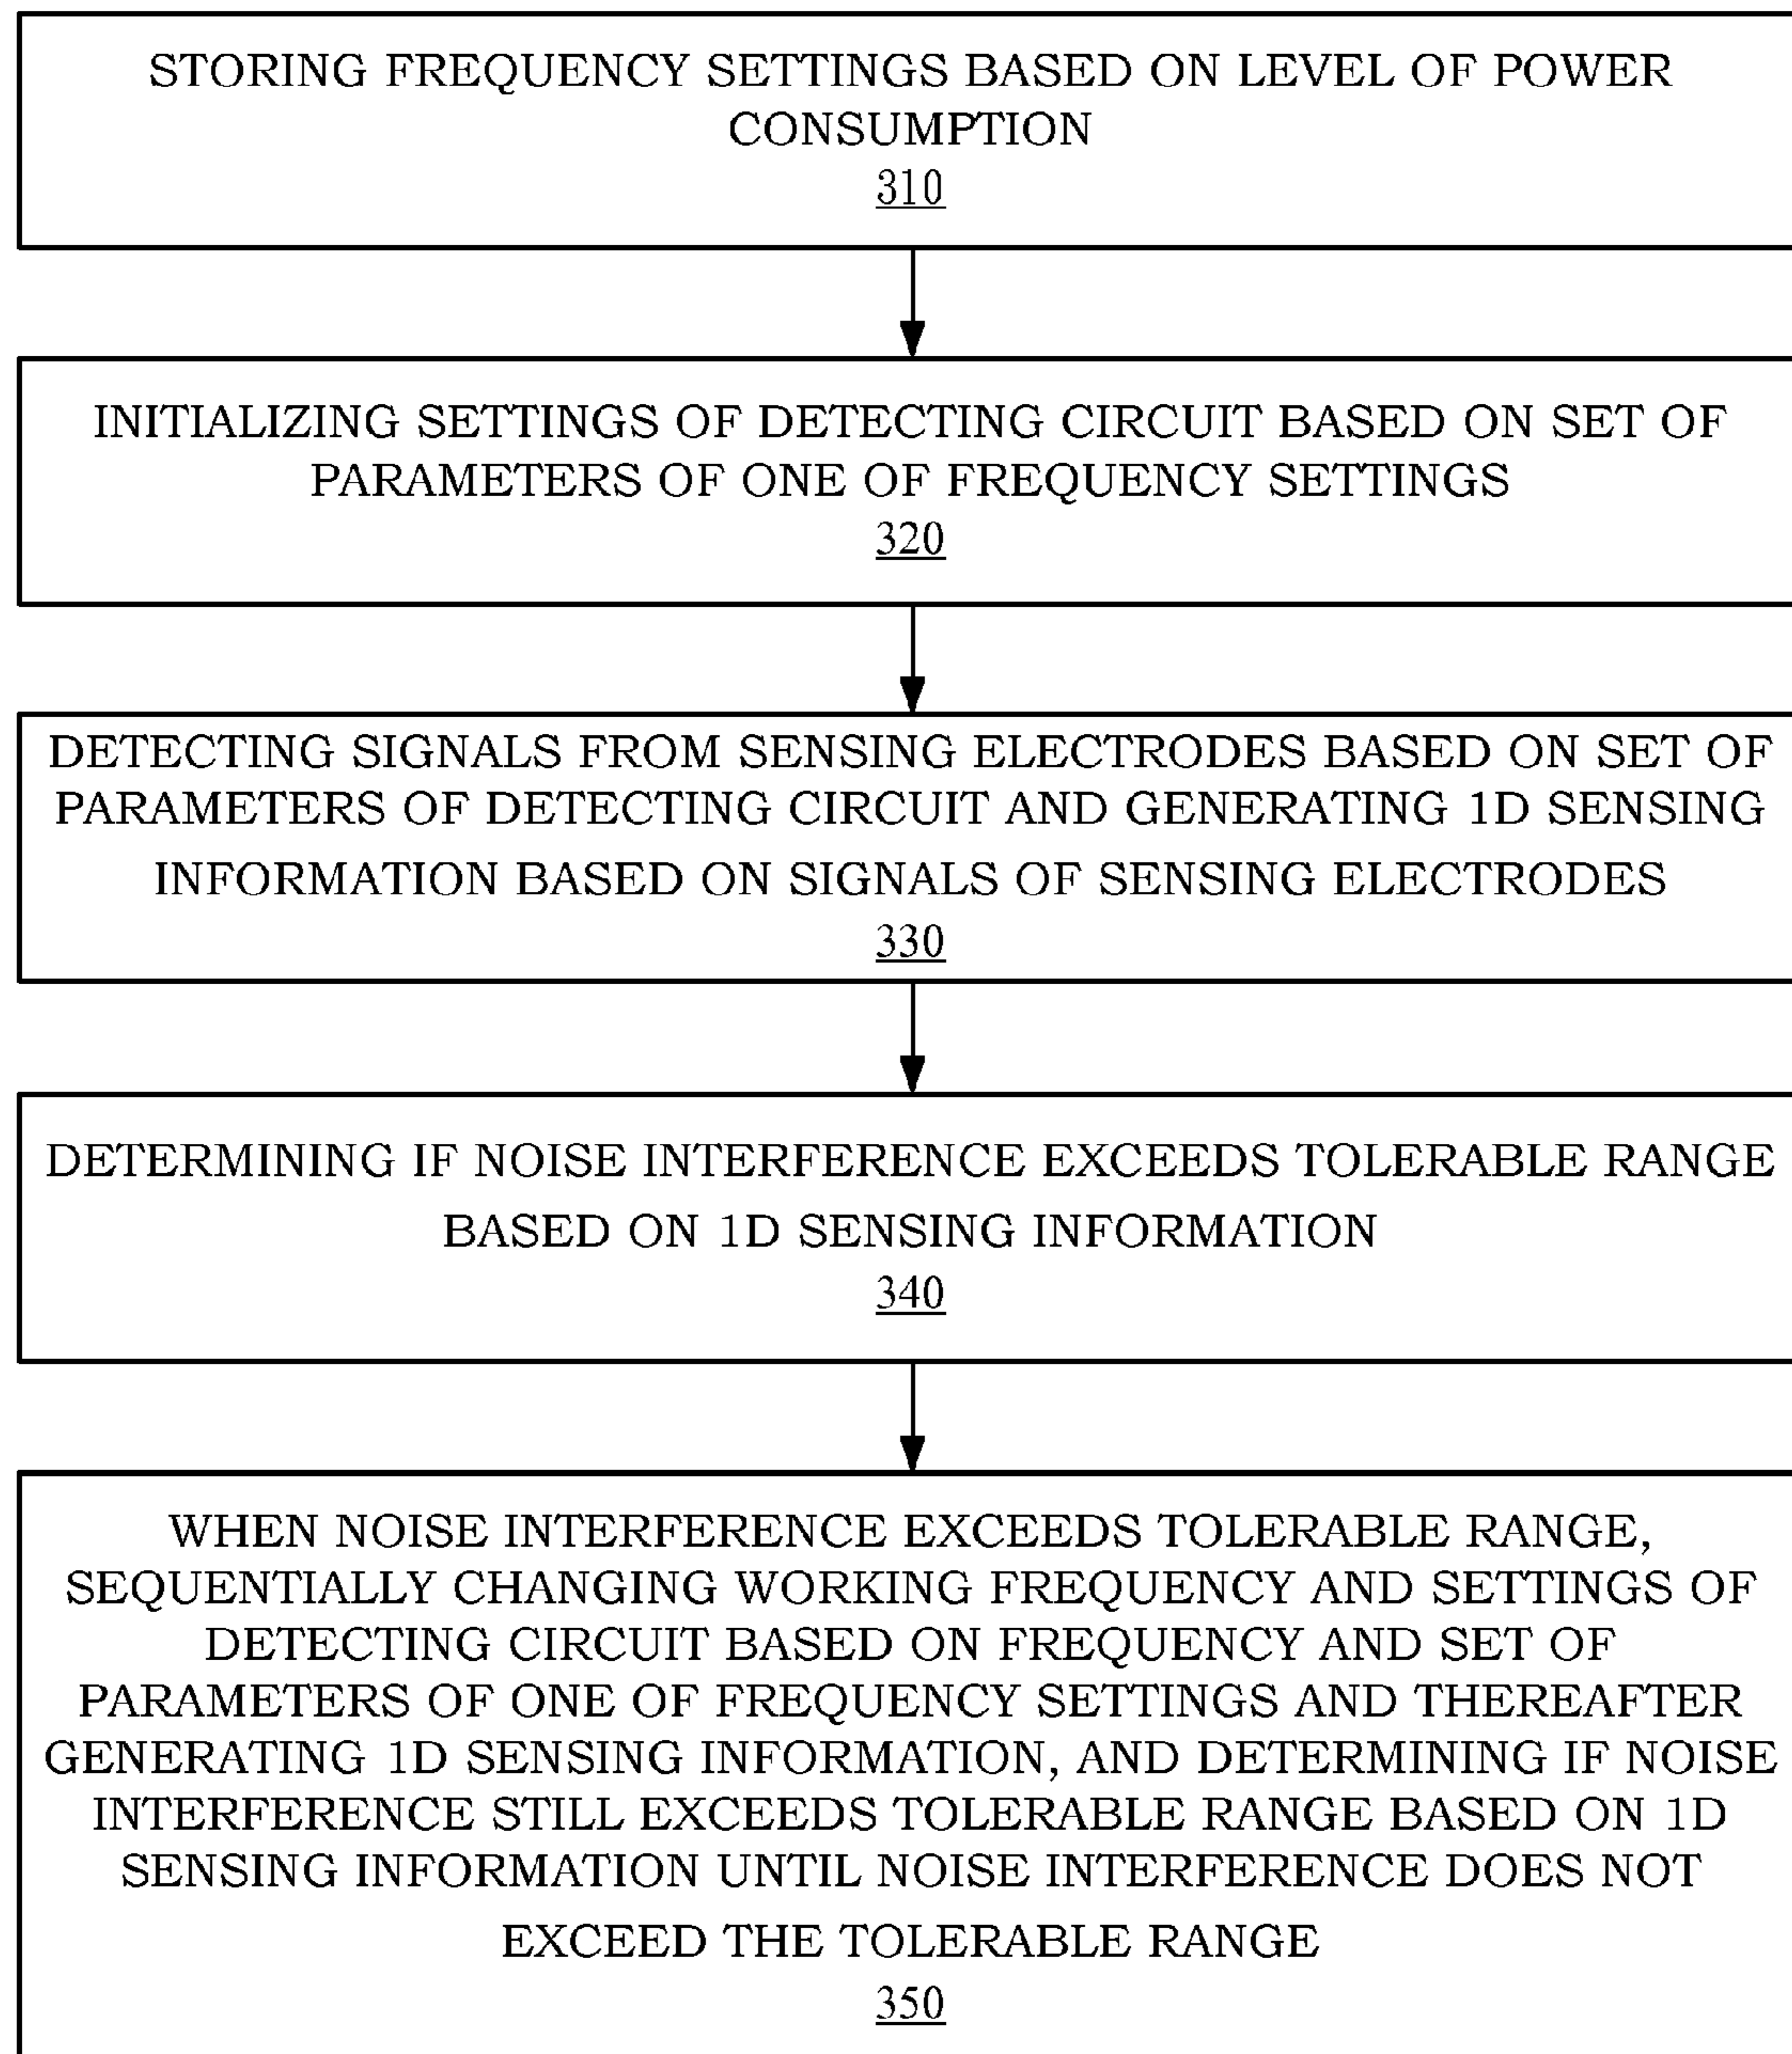 STORING FREQUENCY SETTINGS BASED ON LEVEL OF POWER
CONSUMPTION
310
INITIALIZING SETTINGS OF DETECTING CIRCUIT BASED ON SET OF
PARAMETERS OF ONE OF FREQUENCY SETTINGS
320
DETECTING SIGNALS FROM SENSING ELECTRODES BASED ON SET OF
PARAMETERS OF DETECTING CIRCUIT AND GENERATING 1D SENSING
INFORMATION BASED ON SIGNALS OF SENSING ELECTRODES
330
DETERMINING IF NOISE INTERFERENCE EXCEEDS TOLERABLE RANGE
BASED ON 1D SENSING INFORMATION
340
WHEN NOISE INTERFERENCE EXCEEDS TOLERABLE RANGE,
SEQUENTIALLY CHANGING WORKING FREQUENCY AND SETTINGS OF
DETECTING CIRCUIT BASED ON FREQUENCY AND SET OF
PARAMETERS OF ONE OF FREQUENCY SETTINGS AND THEREAFTER
GENERATING 1D SENSING INFORMATION, AND DETERMINING IF NOISE
INTERFERENCE STILL EXCEEDS TOLERABLE RANGE BASED ON 1D
SENSING INFORMATION UNTIL NOISE INTERFERENCE DOES NOT
EXCEED THE TOLERABLE RANGE
350